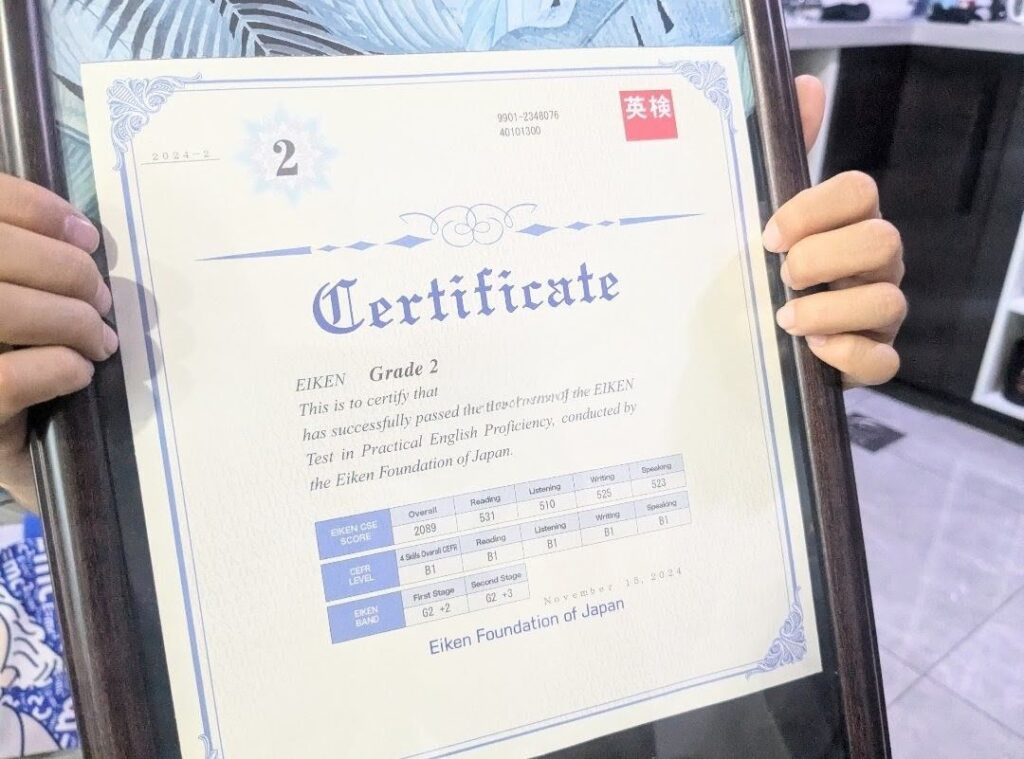 2024-2
2
9901-2348076
40101300
英検
Certificate
EIKEN Grade 2
This is to certify that
has successfully passed the of the EIKEN
Test in Practical English Proficiency, conducted by
the Eiken Foundation of Japan.
EIKEN CSE SCORE
Overall Reading Listening Writing Speaking
2089 531 510 525 523
CEFR LEVEL
4 Skills Overall CEFR Reading Listening Writing Speaking
B1 B1 B1 B1 B1
EIKEN BAND
First Stage Second Stage
G2 +2 G2 +3
November 15, 2024
Eiken Foundation of Japan